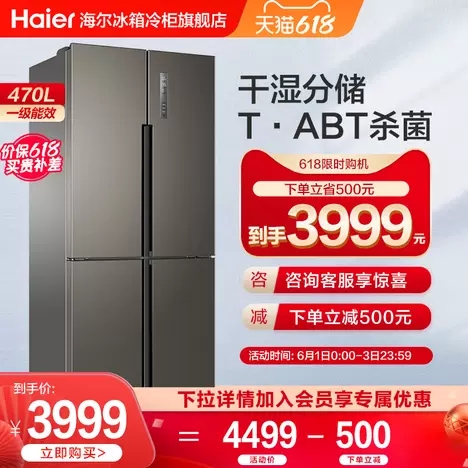 Haier 海尔冰箱冷柜旗舰店
天猫618
470L
一级能效
价保618
买贵补差
干湿分储
T·ABT杀菌
618限时购机
下单立省500元
到手3999元
咨 咨询客服享惊喜
减 下单立减500元
活动时间：6月1日0:00-3日23:59
到手价：
¥3999
立即购买>
下拉详情加入会员享专属优惠
= 4499 - 500
活动价 下单立减